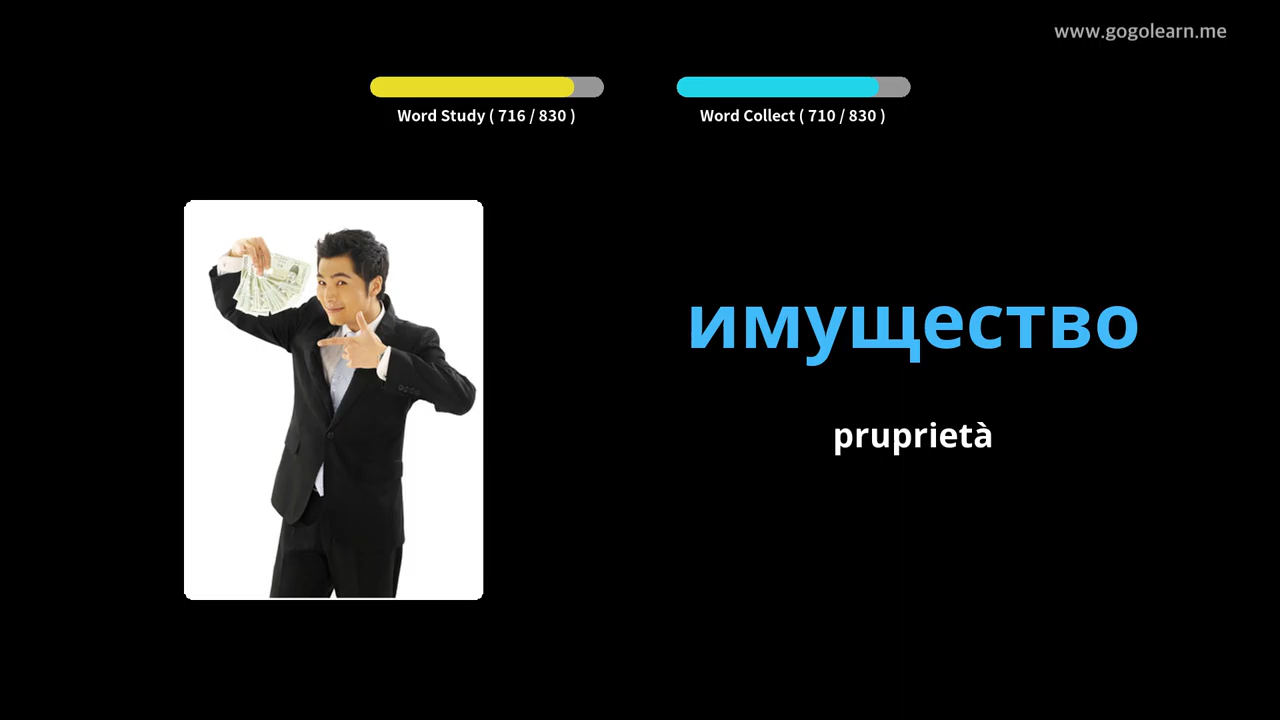 www.gogolearn.me
Word Study ( 716 / 830 )
Word Collect ( 710 / 830 )
имущество
pruprietà